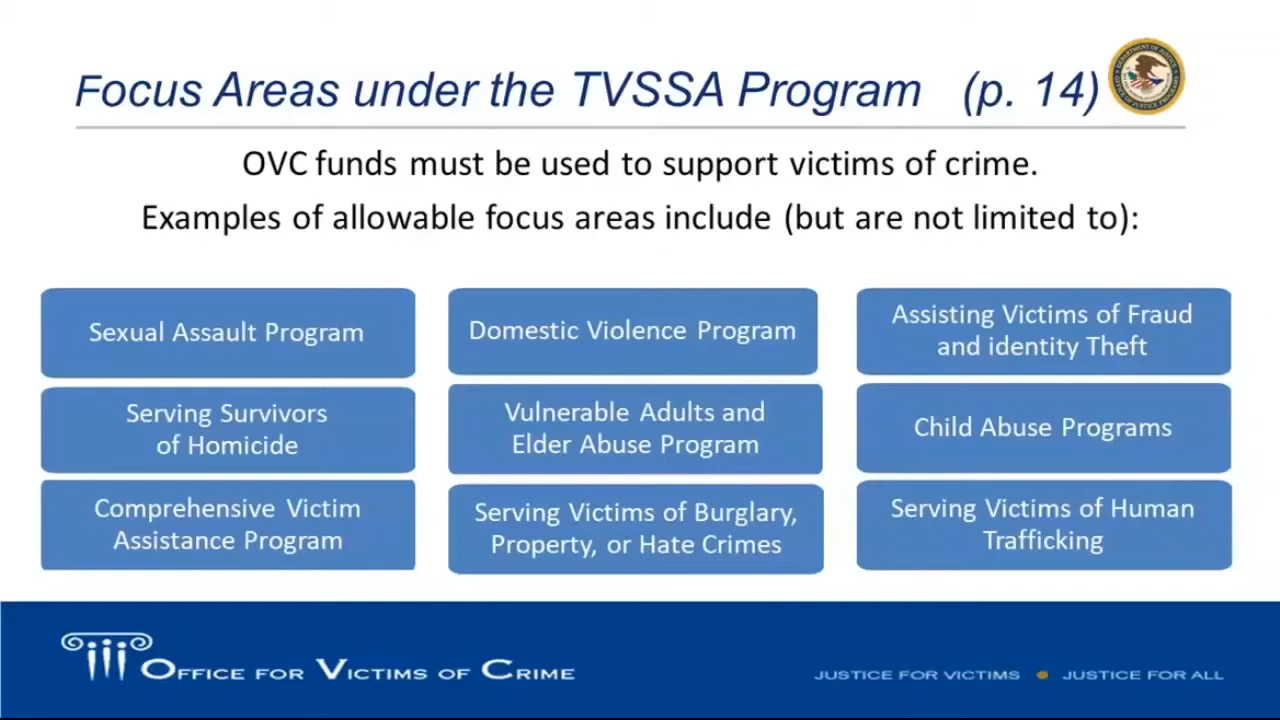 Focus Areas under the TVSSA Program (p. 14)
OVC funds must be used to support victims of crime.
Examples of allowable focus areas include (but are not limited to):
Sexual Assault Program
Domestic Violence Program
Assisting Victims of Fraud
and identity Theft
Serving Survivors
of Homicide
Vulnerable Adults and
Elder Abuse Program
Child Abuse Programs
Comprehensive Victim
Assistance Program
Serving Victims of Burglary,
Property, or Hate Crimes
Serving Victims of Human
Trafficking
OFFICE FOR VICTIMS OF CRIME
JUSTICE FOR VICTIMS • JUSTICE FOR ALL